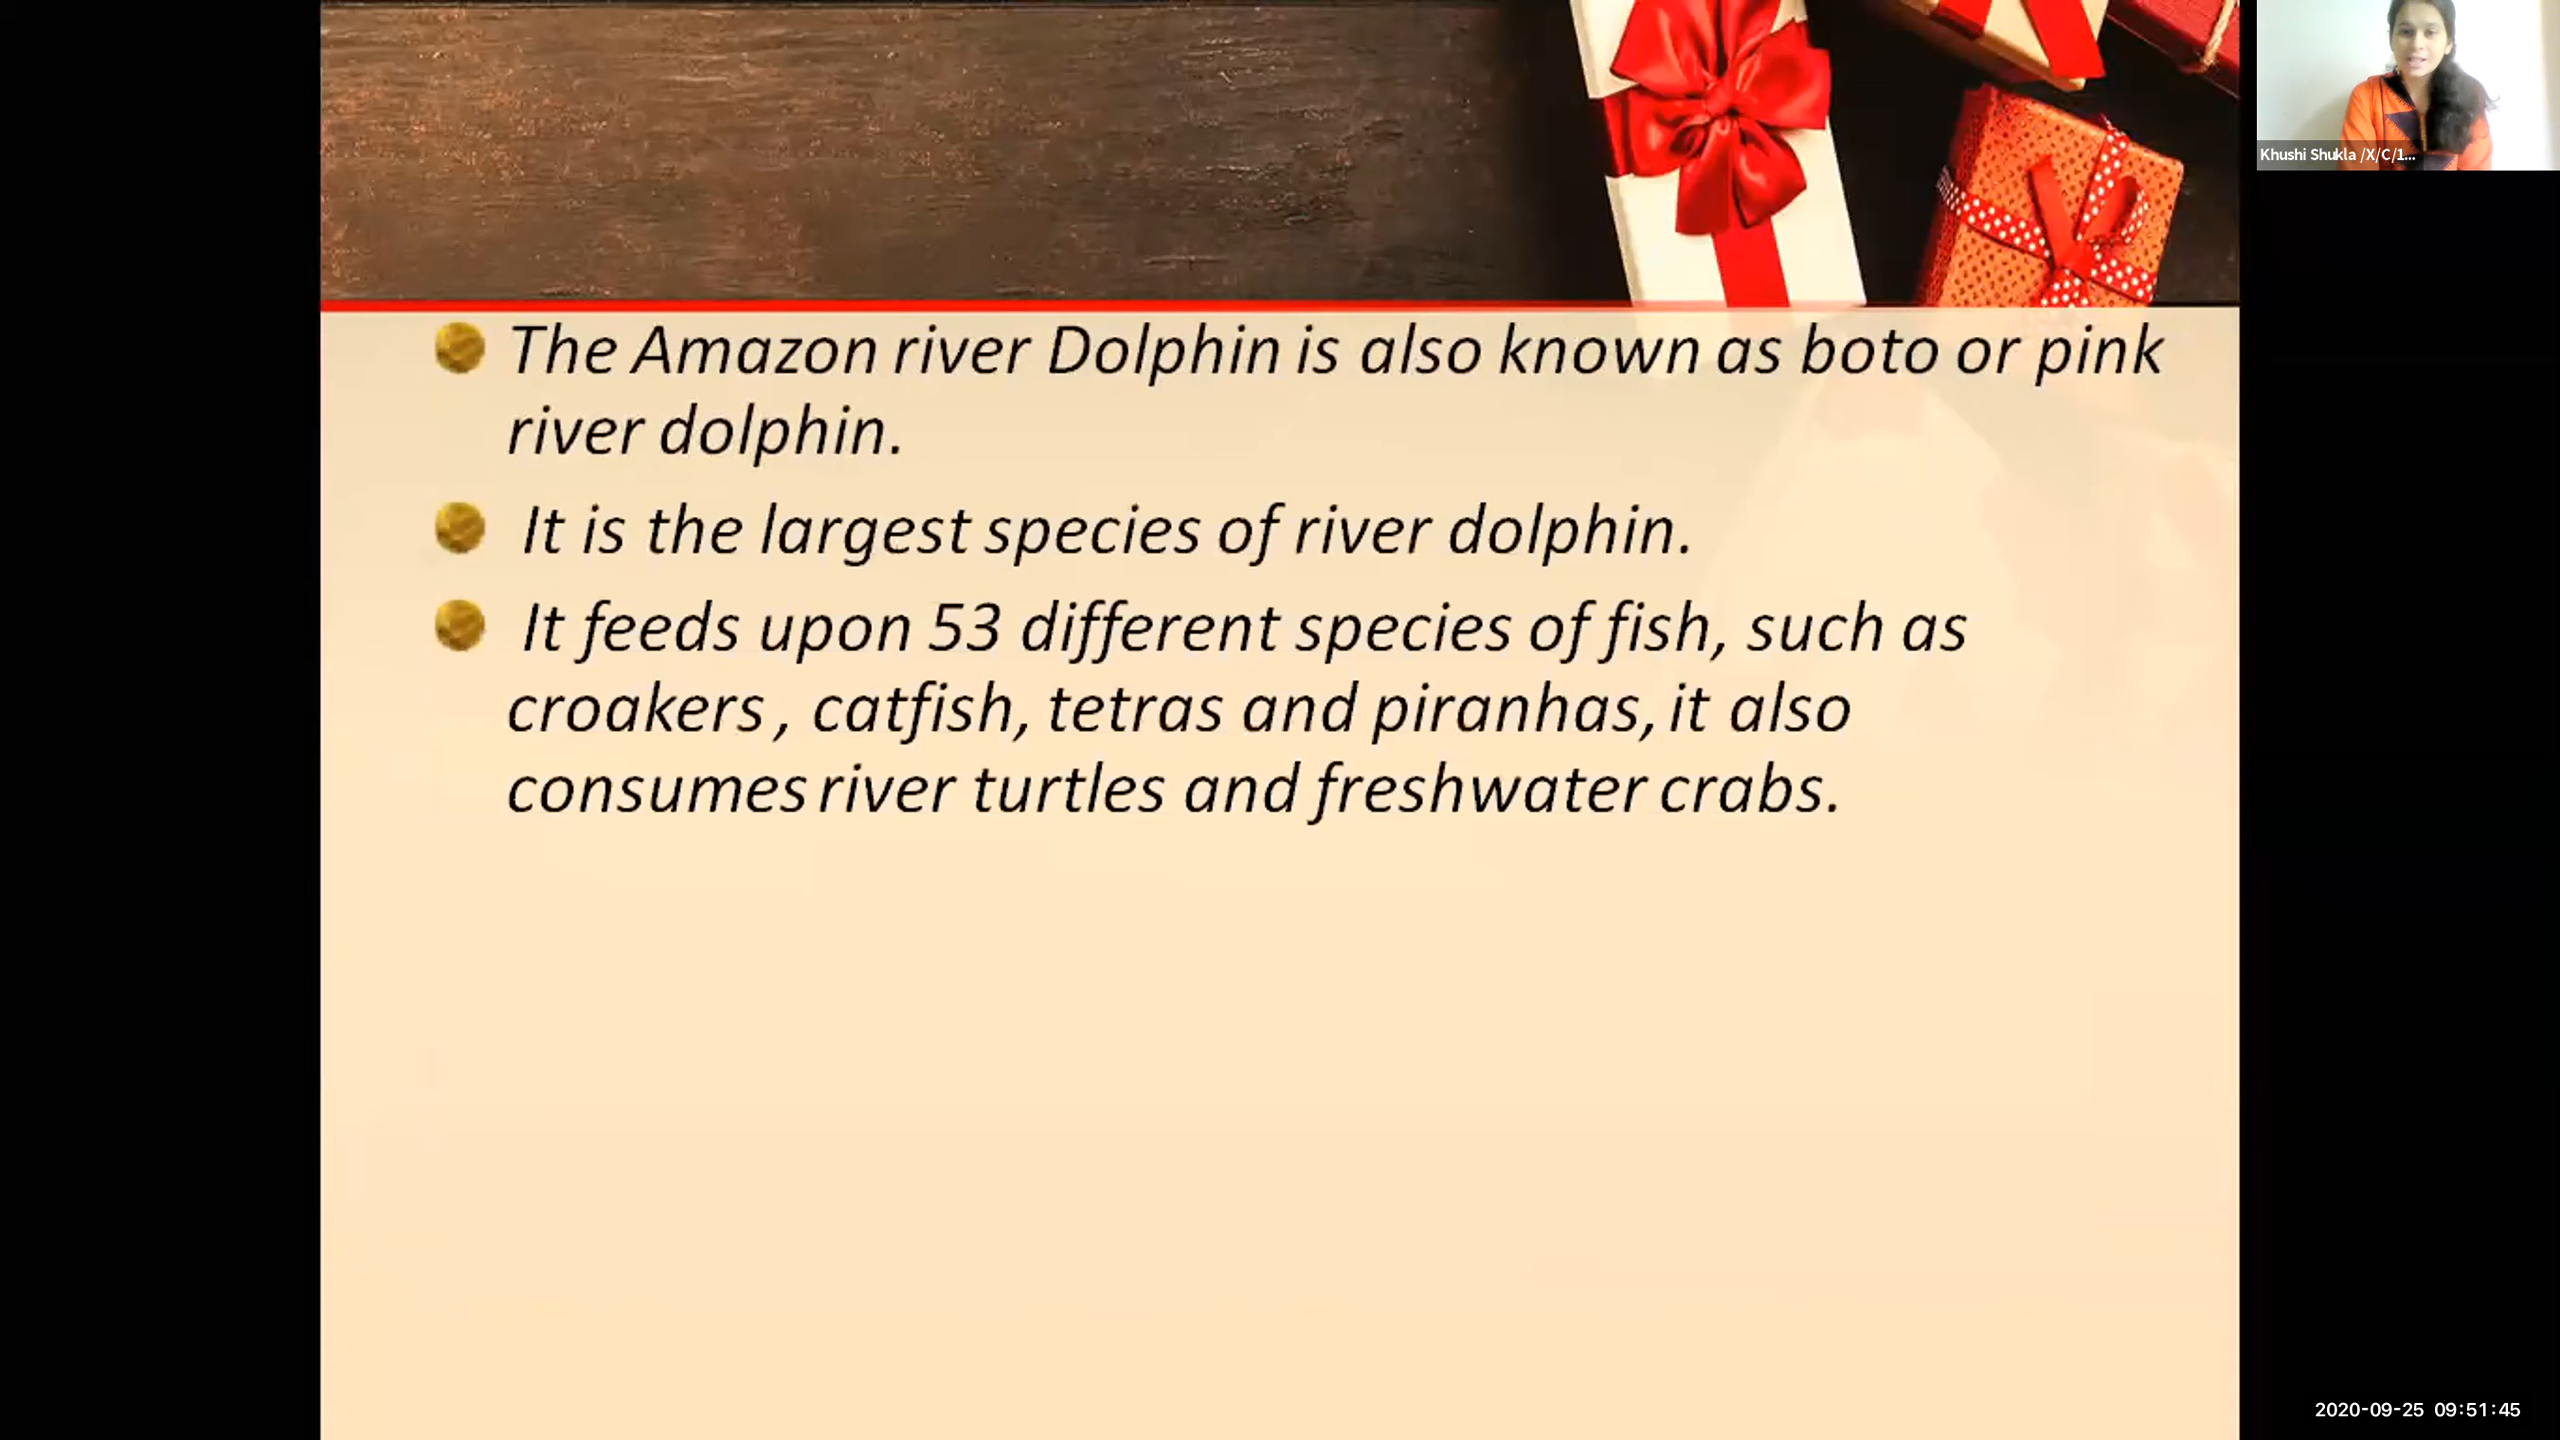 Khushi Shukla /X/C/1...
The Amazon river Dolphin is also known as boto or pink
river dolphin.
It is the largest species of river dolphin.
It feeds upon 53 different species of fish, such as
croakers , catfish, tetras and piranhas, it also
consumes river turtles and freshwater crabs.
2020-09-25 09:51:45